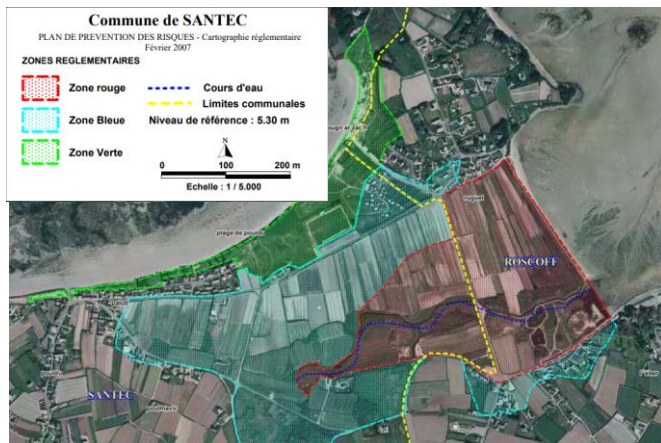 Commune de SANTEC
PLAN DE PREVENTION DES RISQUES - Cartographie réglementaire
Février 2007
ZONES REGLEMENTAIRES
Zone rouge
Zone Bleue
Zone Verte
Cours d'eau
Limites communales
Niveau de référence : 5.30 m
N
0 100 200 m
Echelle : 1 / 5.000
roguel
plage de pouldu
ROSCOFF
pouldu
SANTEC